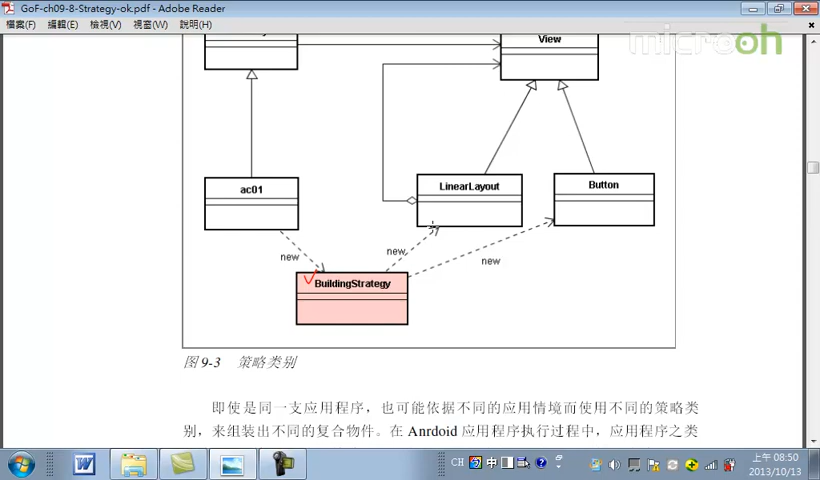 GoF-ch09-8-Strategy-ok.pdf - Adobe Reader
檔案(F) 編輯(E) 檢視(V) 視窗(W) 說明(H)
microoh
View
ac01
LinearLayout
Button
new
new
new
BuildingStrategy
图 9-3 策略类别
即使是同一支应用程序，也可能依据不同的应用情境而使用不同的策略类
别，来组装出不同的复合物件。在 Anrdoid 应用程序执行过程中，应用程序之类
CH 中
上午 08:50
2013/10/13